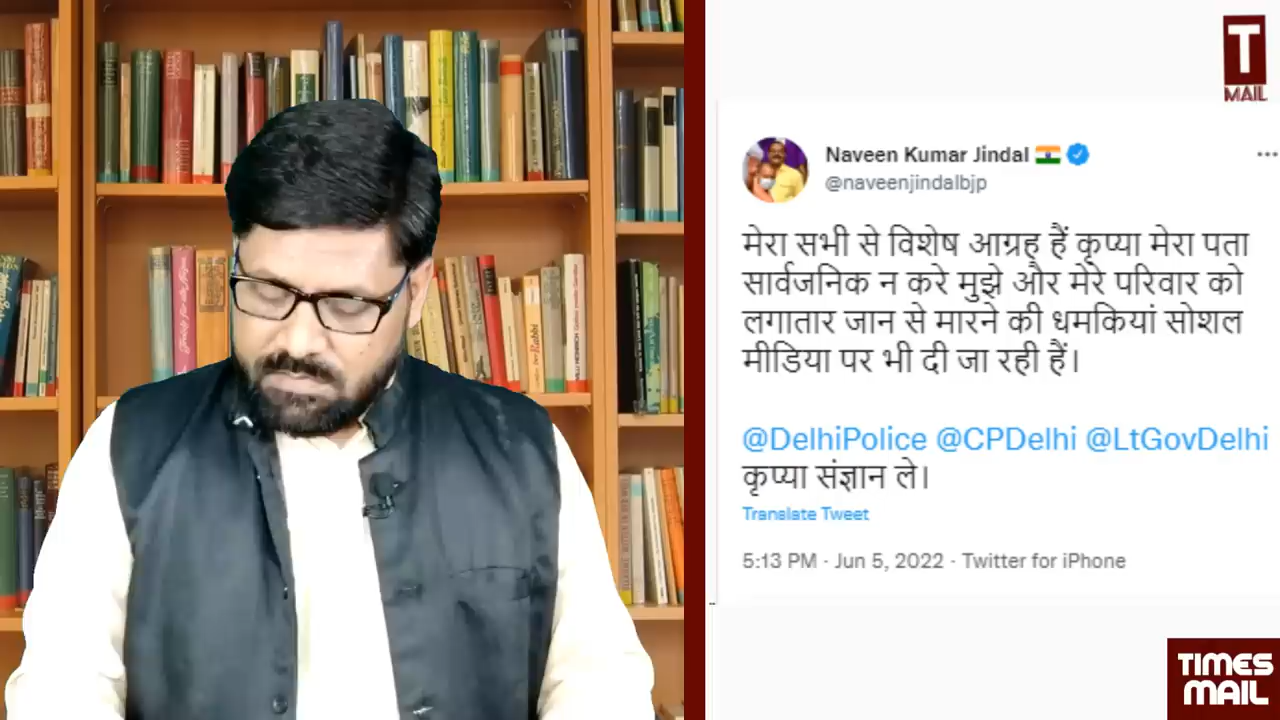 T
MAIL
Naveen Kumar Jindal
@naveenjindalbjp
मेरा सभी से विशेष आग्रह हैं कृप्या मेरा पता
सार्वजनिक न करे मुझे और मेरे परिवार को
लगातार जान से मारने की धमकियां सोशल
मीडिया पर भी दी जा रही हैं।
@DelhiPolice @CPDelhi @LtGovDelhi
कृप्या संज्ञान ले।
Translate Tweet
5:13 PM · Jun 5, 2022 · Twitter for iPhone
TIMES
MAIL
Rabbi